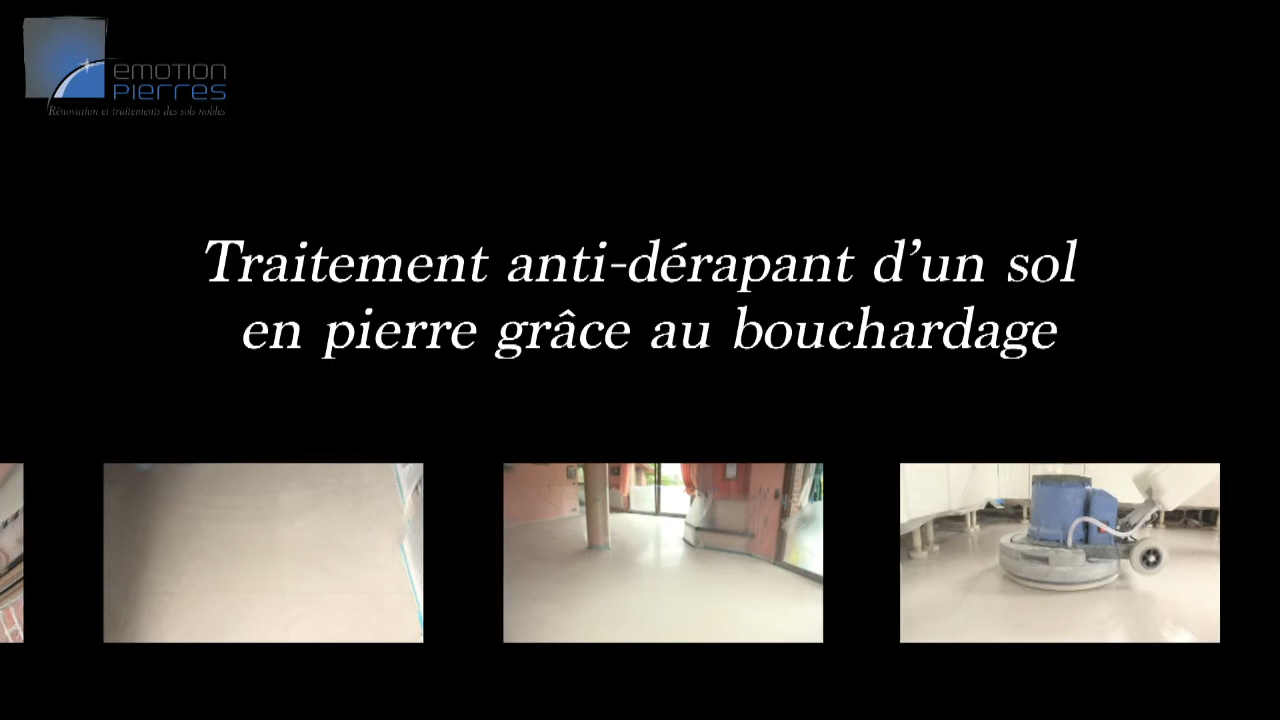 emotion
pierres
Rénovation et traitements des sols nobles
Traitement anti-dérapant d’un sol
en pierre grâce au bouchardage